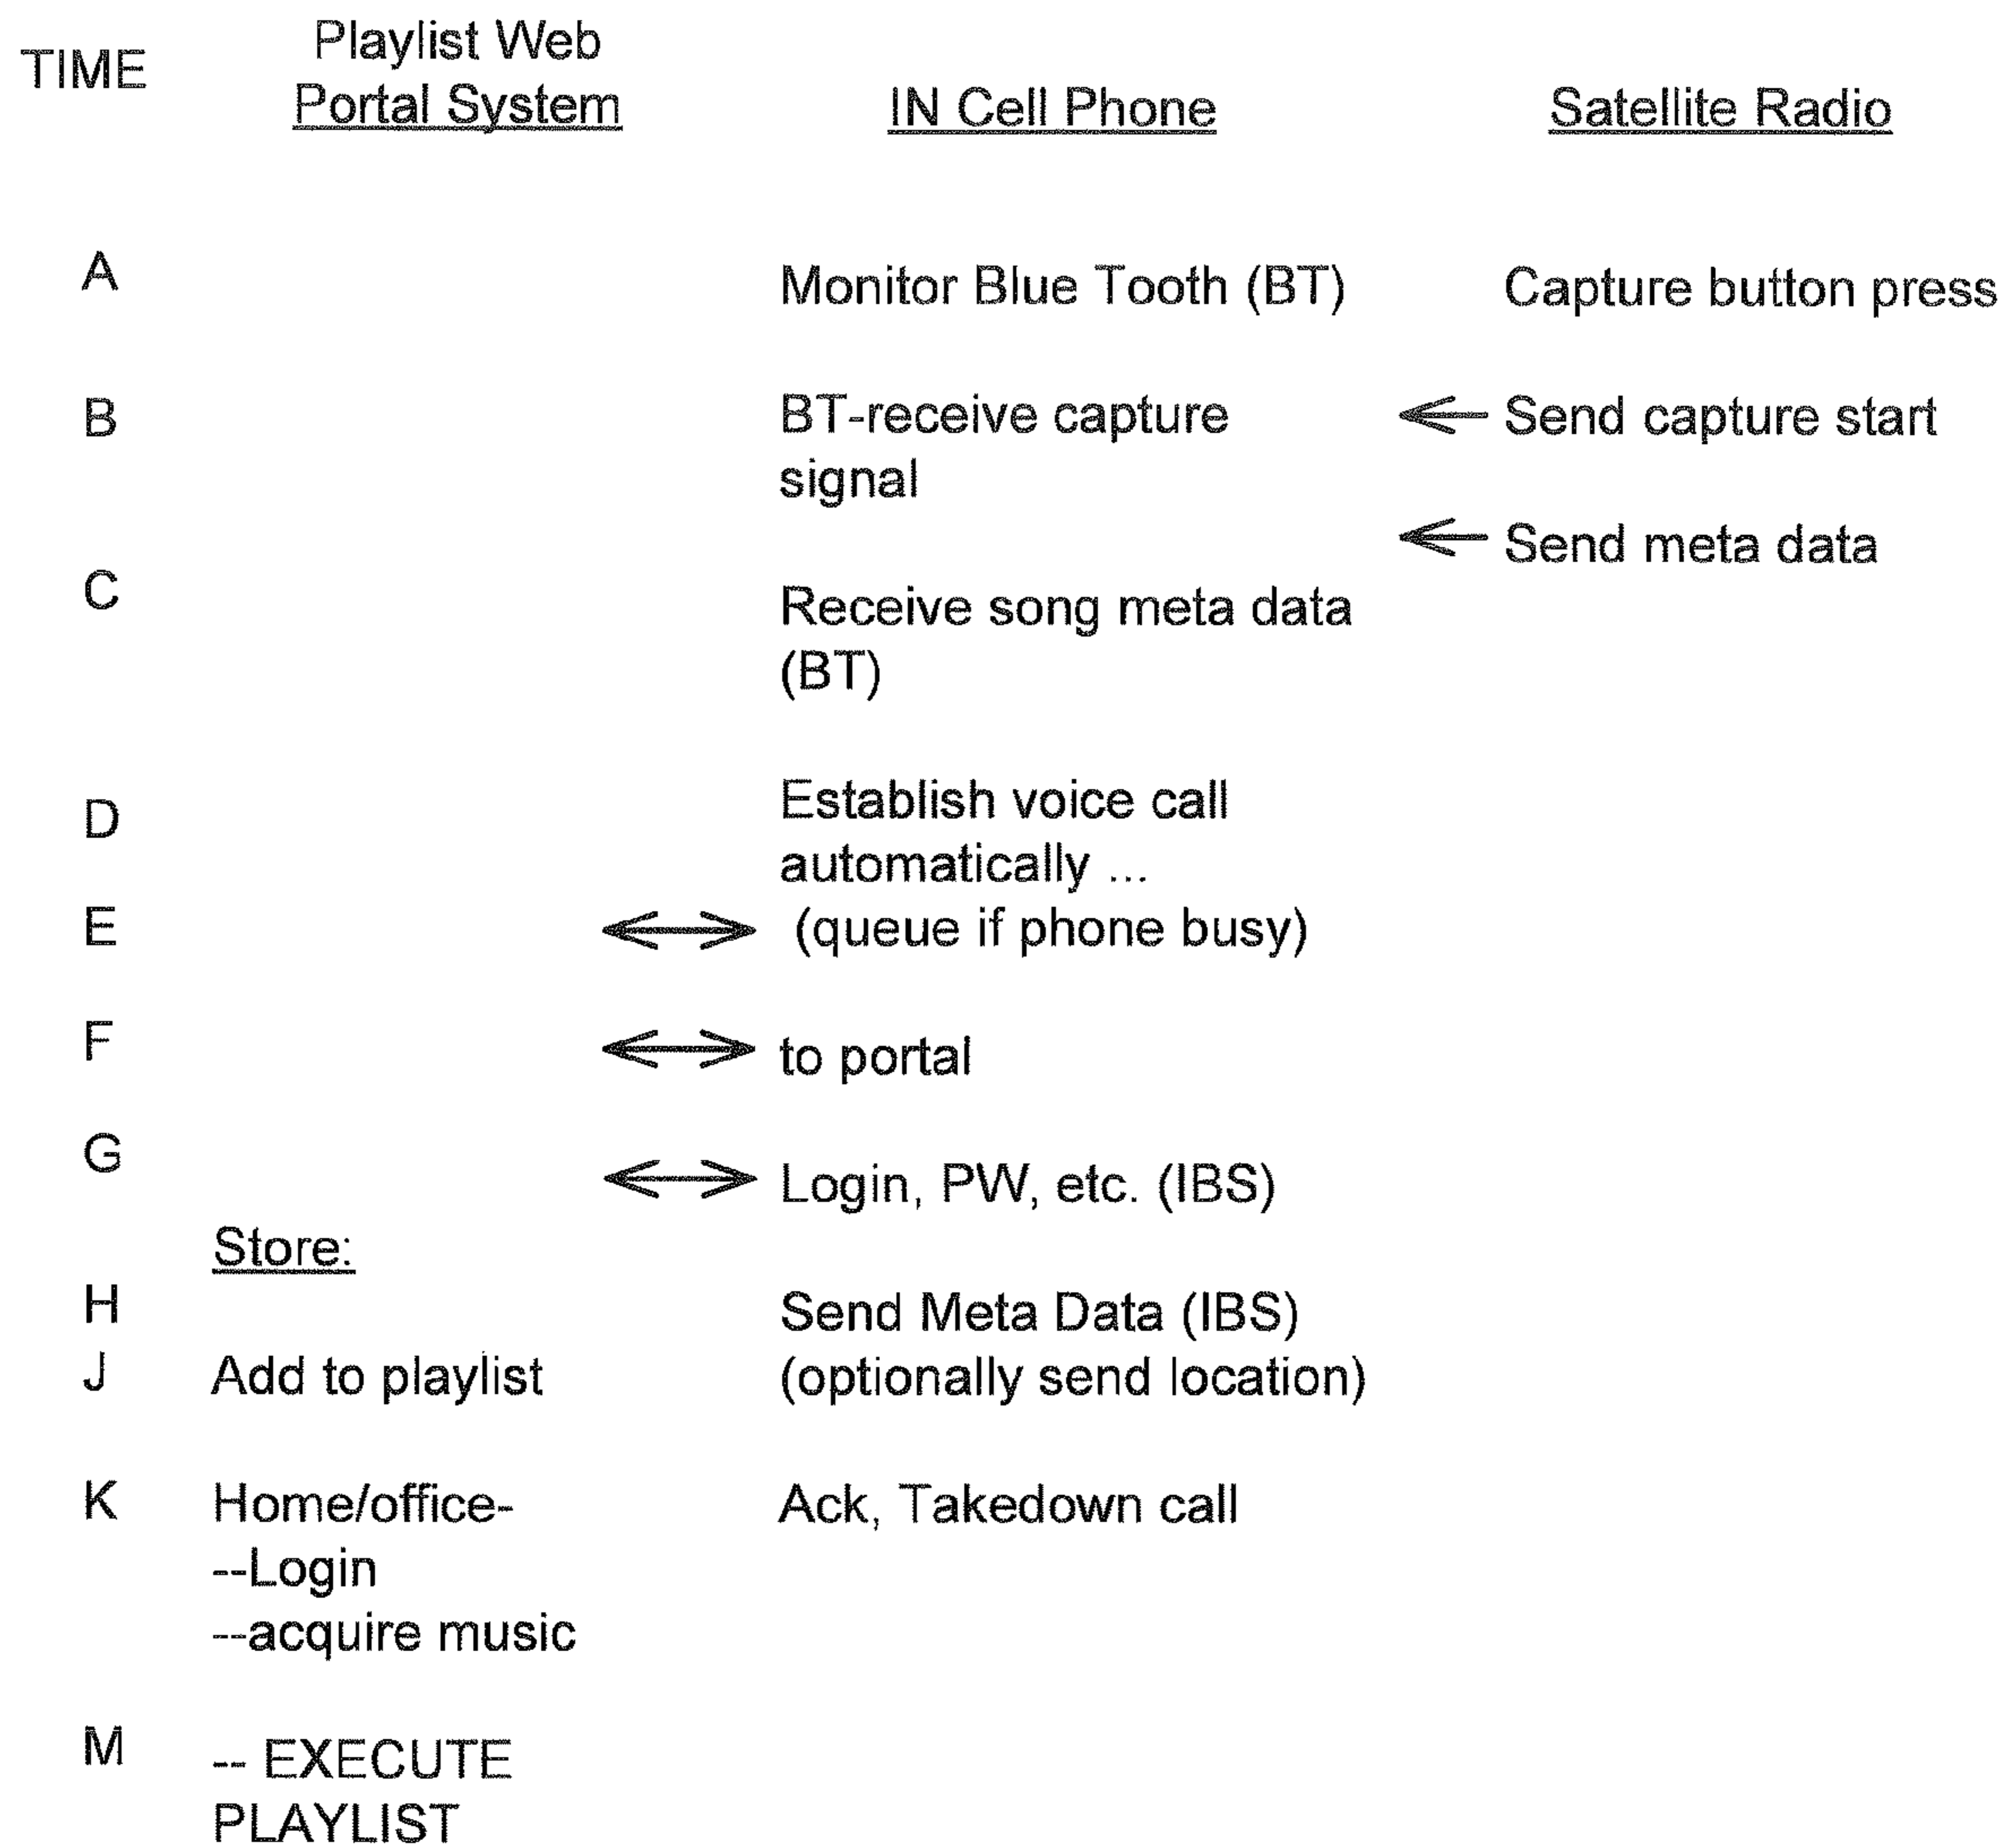 TIME
Playlist Web
Portal System
IN Cell Phone
Satellite Radio
A
Monitor Blue Tooth (BT)
Capture button press
B
BT-receive capture
signal
Send capture start
Send meta data
C
Receive song meta data
(BT)
D
Establish voice call
automatically ...
E
(queue if phone busy)
F
to portal
G
Login, PW, etc. (IBS)
Store:
H
Send Meta Data (IBS)
J
Add to playlist
(optionally send location)
K
Home/office-
--Login
--acquire music
Ack, Takedown call
M
-- EXECUTE
PLAYLIST